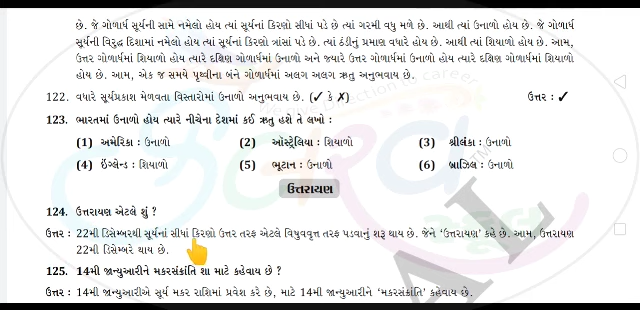 છે. જે ગોળાર્ધ સૂર્યની સામે નમેલો હોય ત્યાં સૂર્યનાં કિરણો સીધાં પડે છે ત્યાં ગરમી વધુ મળે છે. આથી ત્યાં ઉનાળો હોય છે. જે ગોળાર્ધ
સૂર્યની વિરુદ્ધ દિશામાં નમેલો હોય ત્યાં સૂર્યનાં કિરણો ત્રાંસાં પડે છે. ત્યાં ઠંડીનું પ્રમાણ વધારે હોય છે. આથી ત્યાં શિયાળો હોય છે. આમ,
ઉત્તર ગોળાર્ધમાં શિયાળો હોય ત્યારે દક્ષિણ ગોળાર્ધમાં ઉનાળો અને જ્યારે ઉત્તર ગોળાર્ધમાં ઉનાળો હોય ત્યારે દક્ષિણ ગોળાર્ધમાં શિયાળો
હોય છે. આમ, એક જ સમયે પૃથ્વીના બંને ગોળાર્ધમાં અલગ અલગ ઋતુ અનુભવાય છે.
122. વધારે સૂર્યપ્રકાશ મેળવતા વિસ્તારોમાં ઉનાળો અનુભવાય છે. (✓ કે ✗) ઉત્તર : ✓
123. ભારતમાં ઉનાળો હોય ત્યારે નીચેના દેશમાં કઈ ઋતુ હશે તે લખો :
(1) અમેરિકા : ઉનાળો (2) ઑસ્ટ્રેલિયા : શિયાળો (3) શ્રીલંકા : ઉનાળો
(4) ઇંગ્લેન્ડ : શિયાળો (5) ભૂટાન : ઉનાળો (6) બ્રાઝિલ : ઉનાળો
ઉત્તરાયણ
124. ઉત્તરાયણ એટલે શું ?
ઉત્તર : 22મી ડિસેમ્બરથી સૂર્યનાં સીધાં કિરણો ઉત્તર તરફ એટલે વિષુવવૃત્ત તરફ પડવાનું શરૂ થાય છે. જેને ‘ઉત્તરાયણ’ કહે છે. આમ, ઉત્તરાયણ
22મી ડિસેમ્બરે થાય છે.
125. 14મી જાન્યુઆરીને મકરસંક્રાંતિ શા માટે કહેવાય છે ?
ઉત્તર : 14મી જાન્યુઆરીએ સૂર્ય મકર રાશિમાં પ્રવેશ કરે છે, માટે 14મી જાન્યુઆરીને ‘મકરસંક્રાંતિ’ કહેવાય છે.